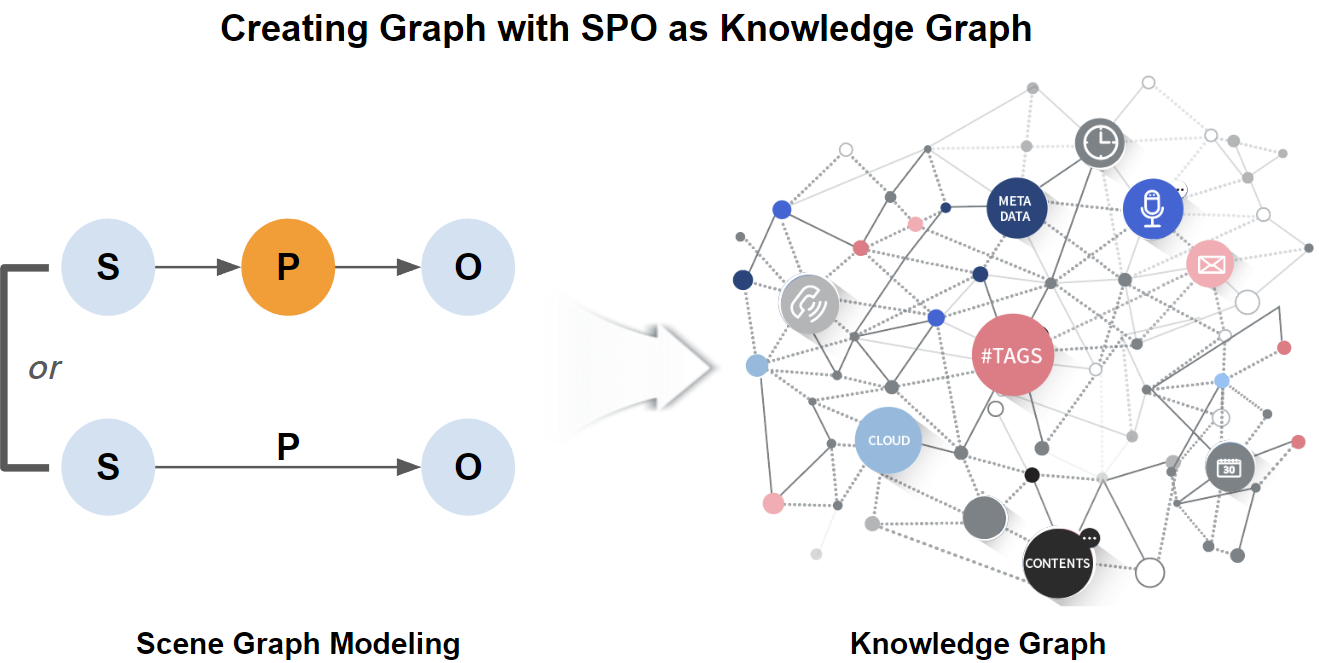 Creating Graph with SPO as Knowledge Graph
S
P
O
or
S
P
O
META
DATA
#TAGS
CLOUD
30
CONTENTS
Scene Graph Modeling
Knowledge Graph